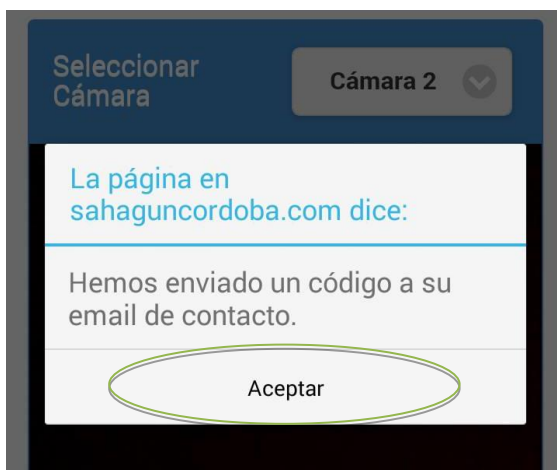 Seleccionar
Cámara
Cámara 2
La página en
sahaguncordoba.com dice:
Hemos enviado un código a su
email de contacto.
Aceptar